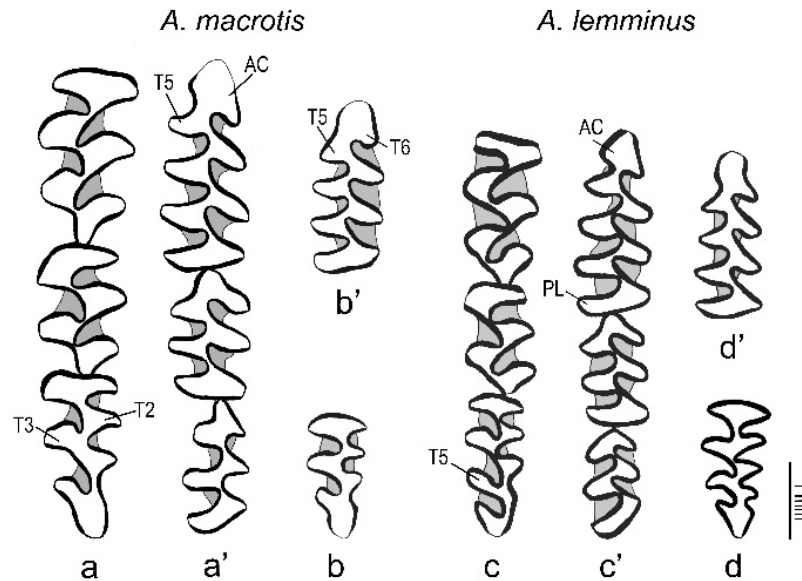 A. macrotis A. lemminus
T5 AC
T5 T6
AC
b'
PL
d'
T3 T2
T5
a a' b c c' d